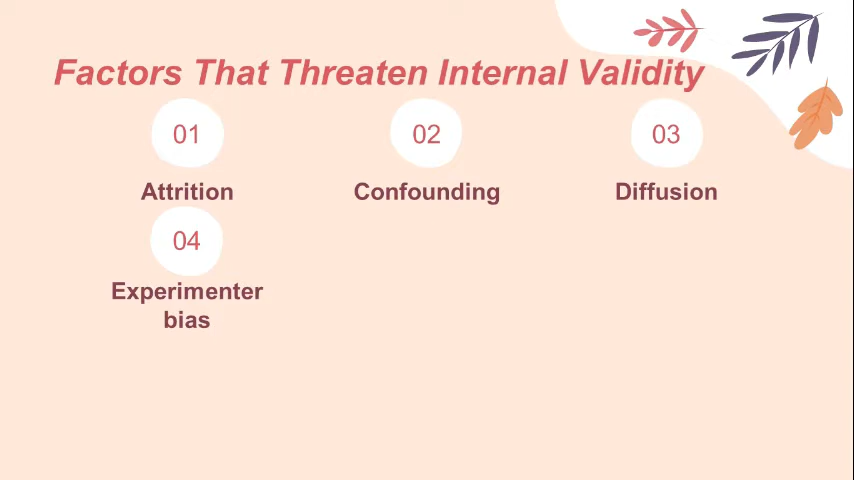 Factors That Threaten Internal Validity
01
02
03
Attrition
Confounding
Diffusion
04
Experimenter
bias